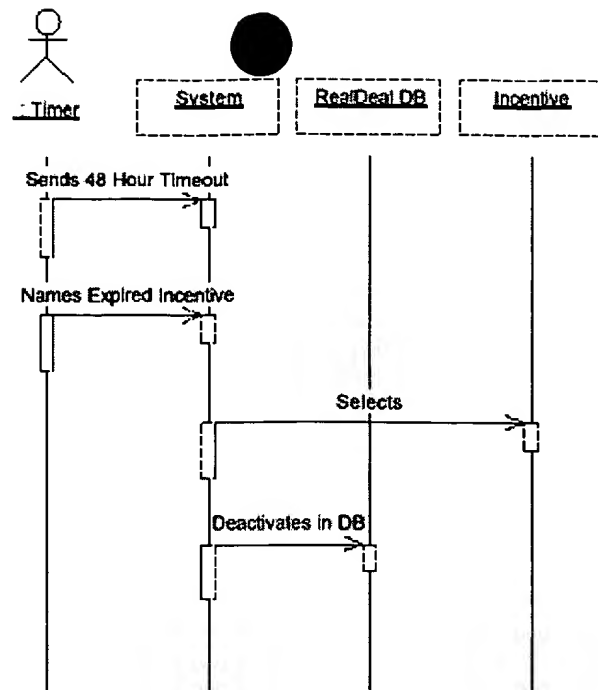 : Timer
System
RealDeal DB
Incentive
Sends 48 Hour Timeout
Names Expired Incentive
Selects
Deactivates in DB